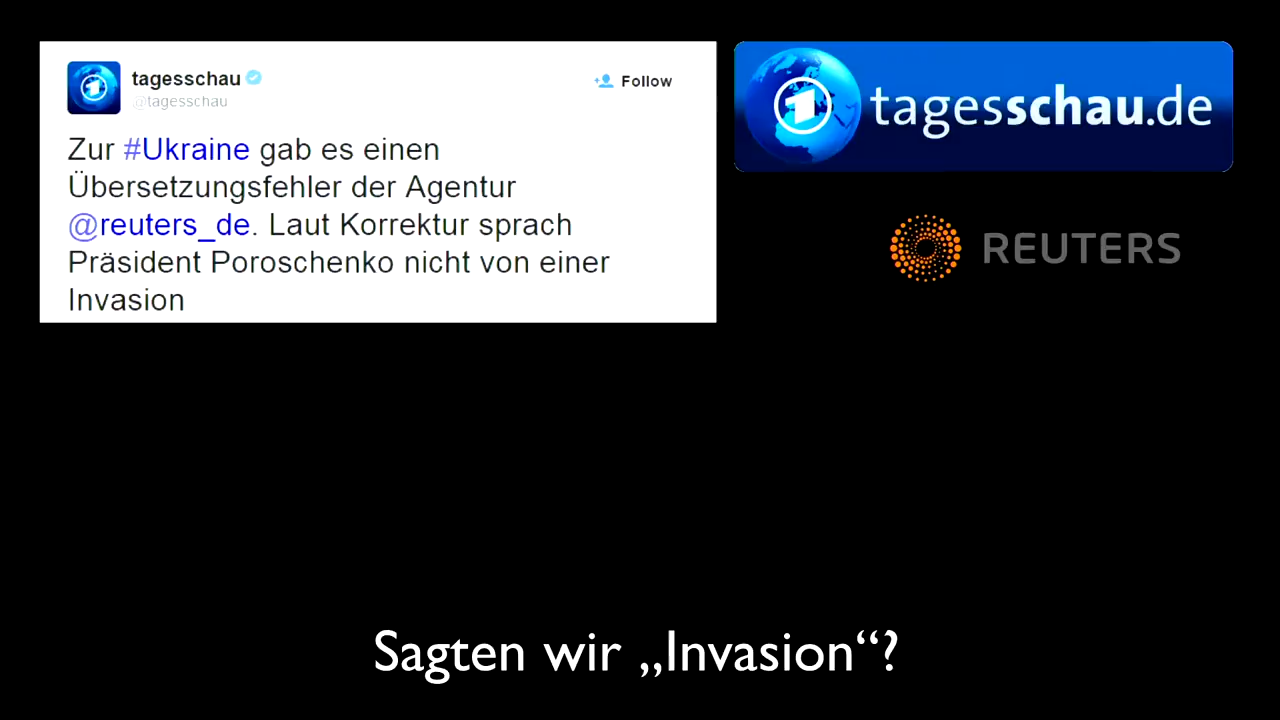 tagesschau
@tagesschau
Follow
Zur #Ukraine gab es einen
Übersetzungsfehler der Agentur
@reuters_de. Laut Korrektur sprach
Präsident Poroschenko nicht von einer
Invasion
1 tagesschau.de
REUTERS
Sagten wir „Invasion“?